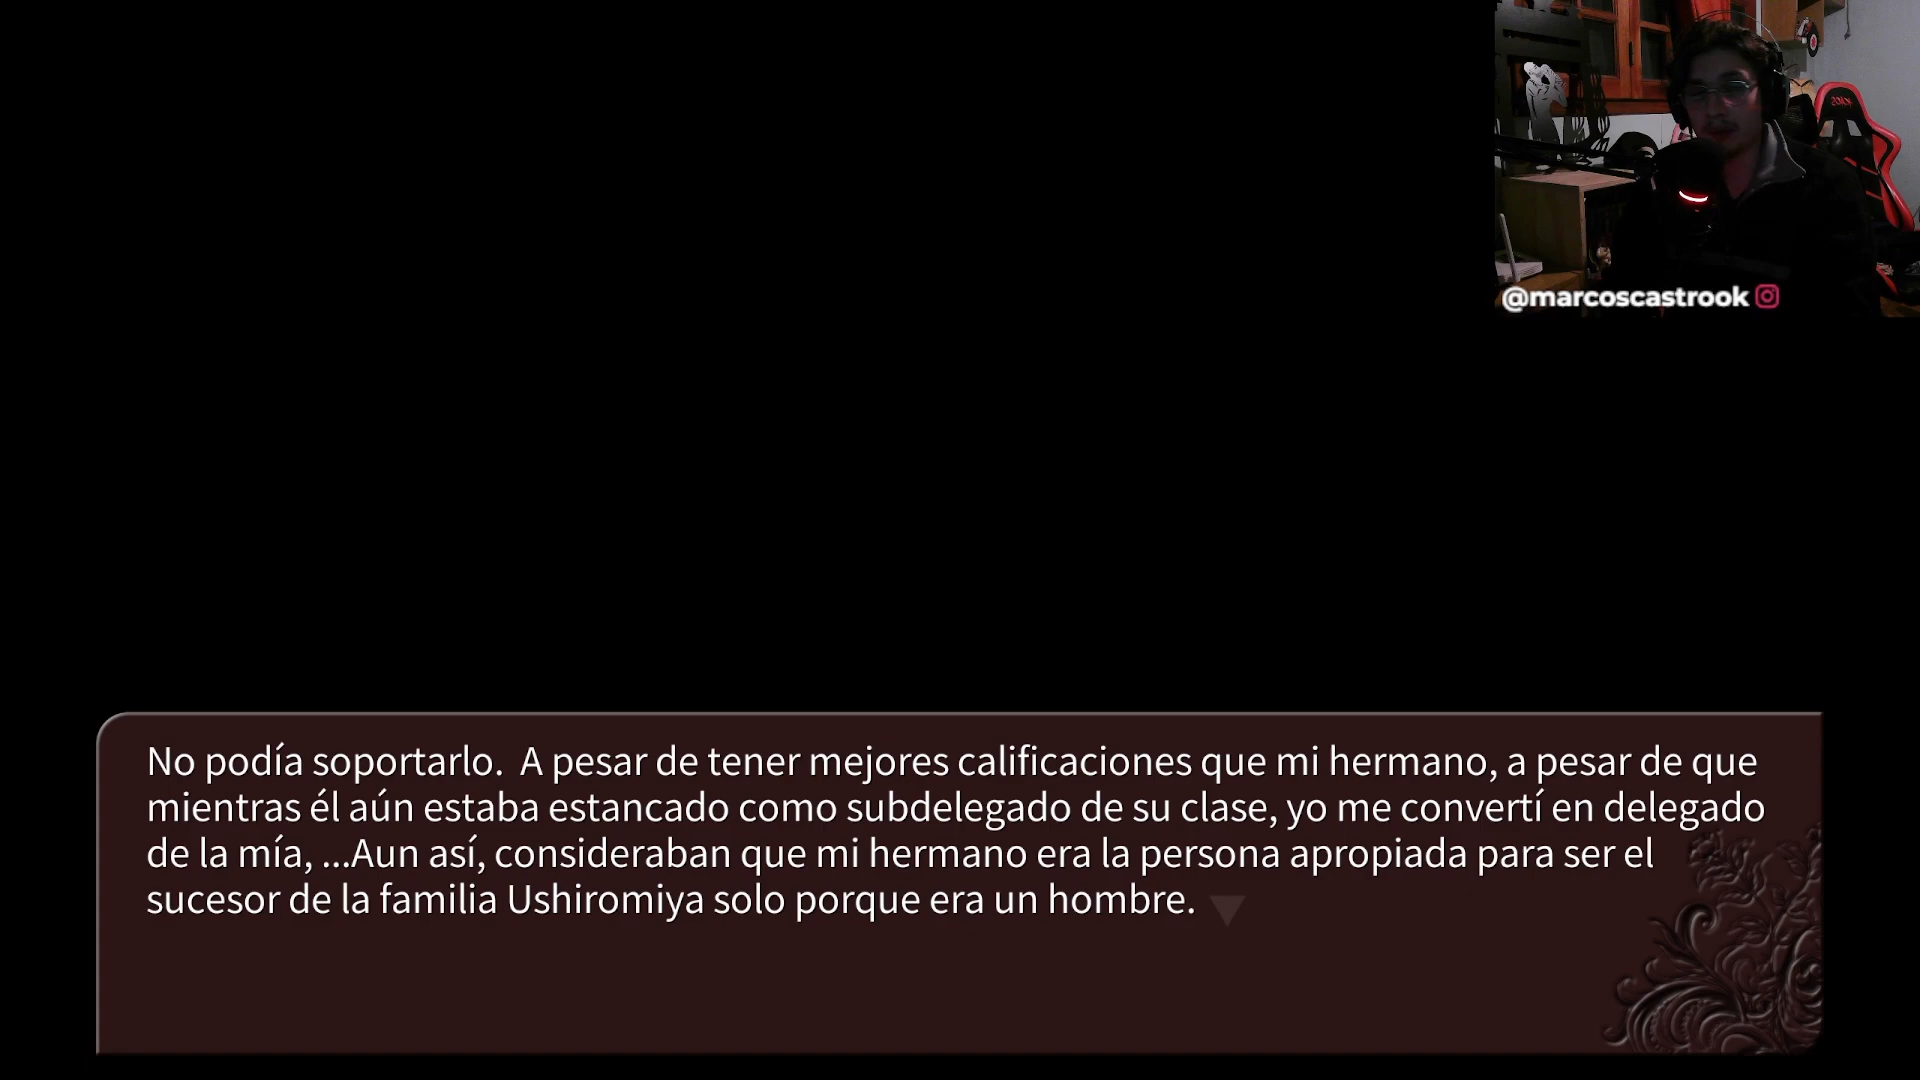 @marcoscastrook
No podía soportarlo.  A pesar de tener mejores calificaciones que mi hermano, a pesar de que
mientras él aún estaba estancado como subdelegado de su clase, yo me convertí en delegado
de la mía, ...Aun así, consideraban que mi hermano era la persona apropiada para ser el
sucesor de la familia Ushiromiya solo porque era un hombre.